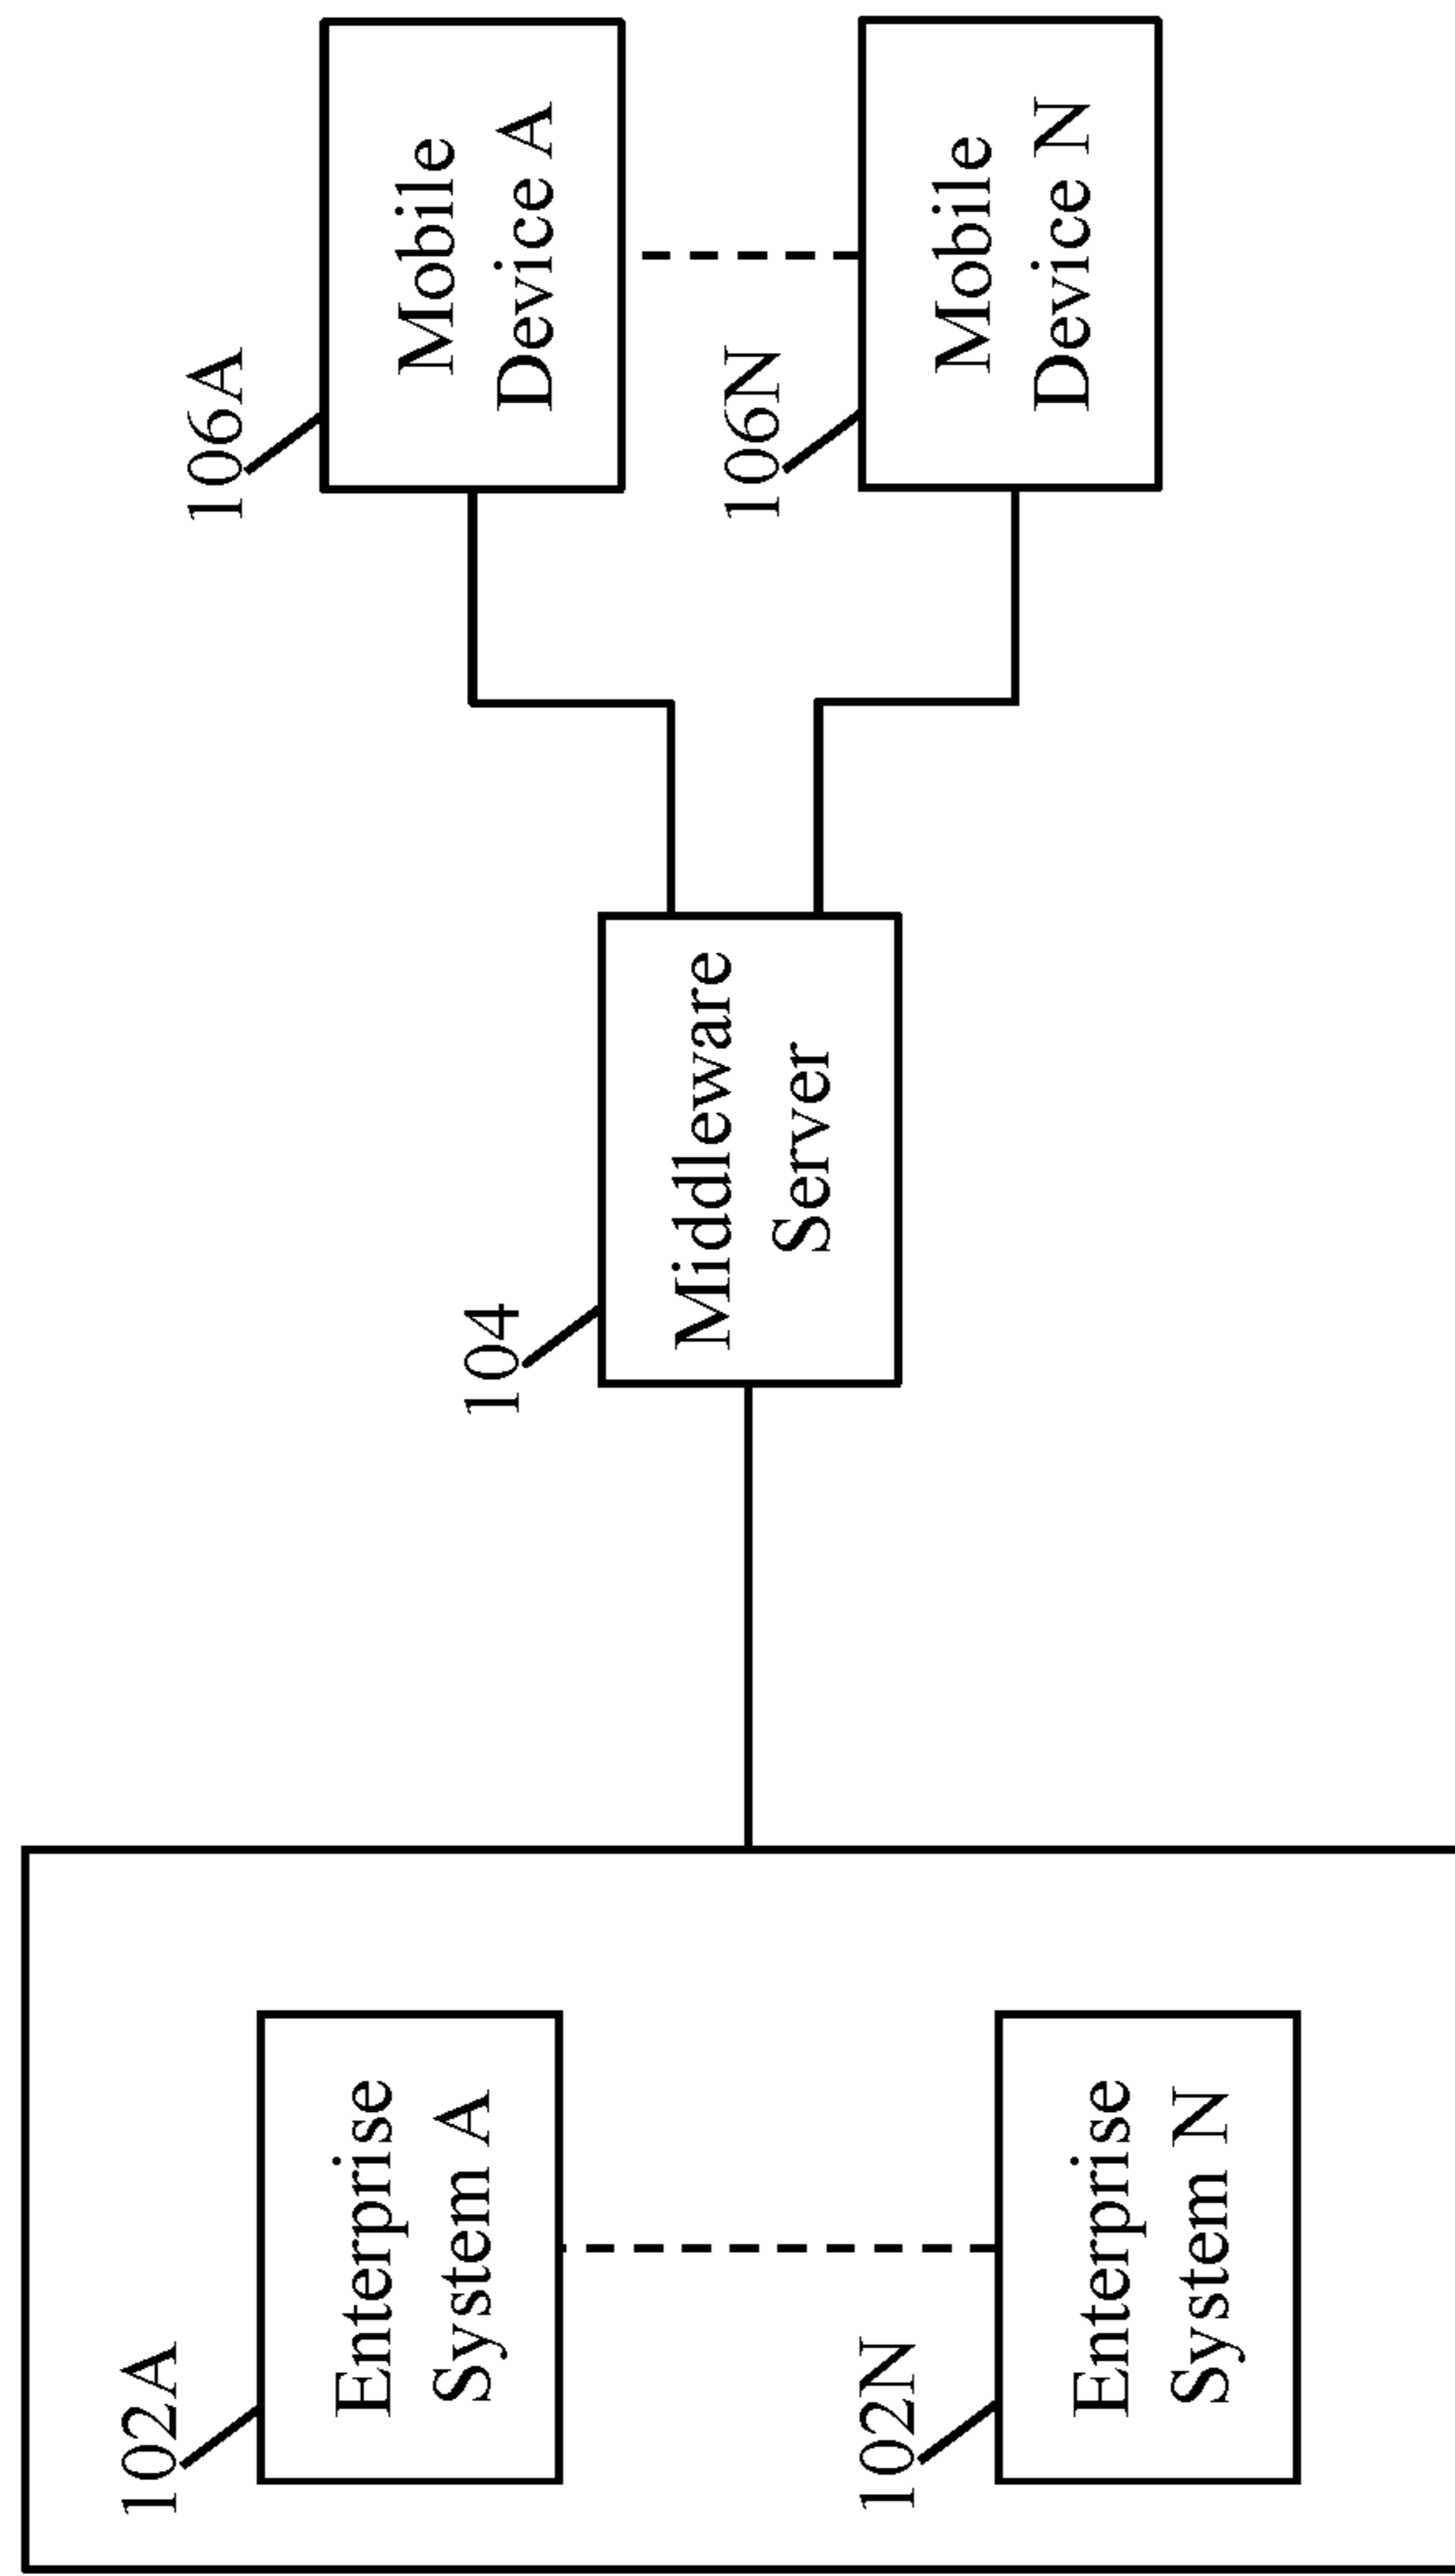 102A
Enterprise
System A
102N
Enterprise
System N
104
Middleware
Server
106A
Mobile
Device A
106N
Mobile
Device N